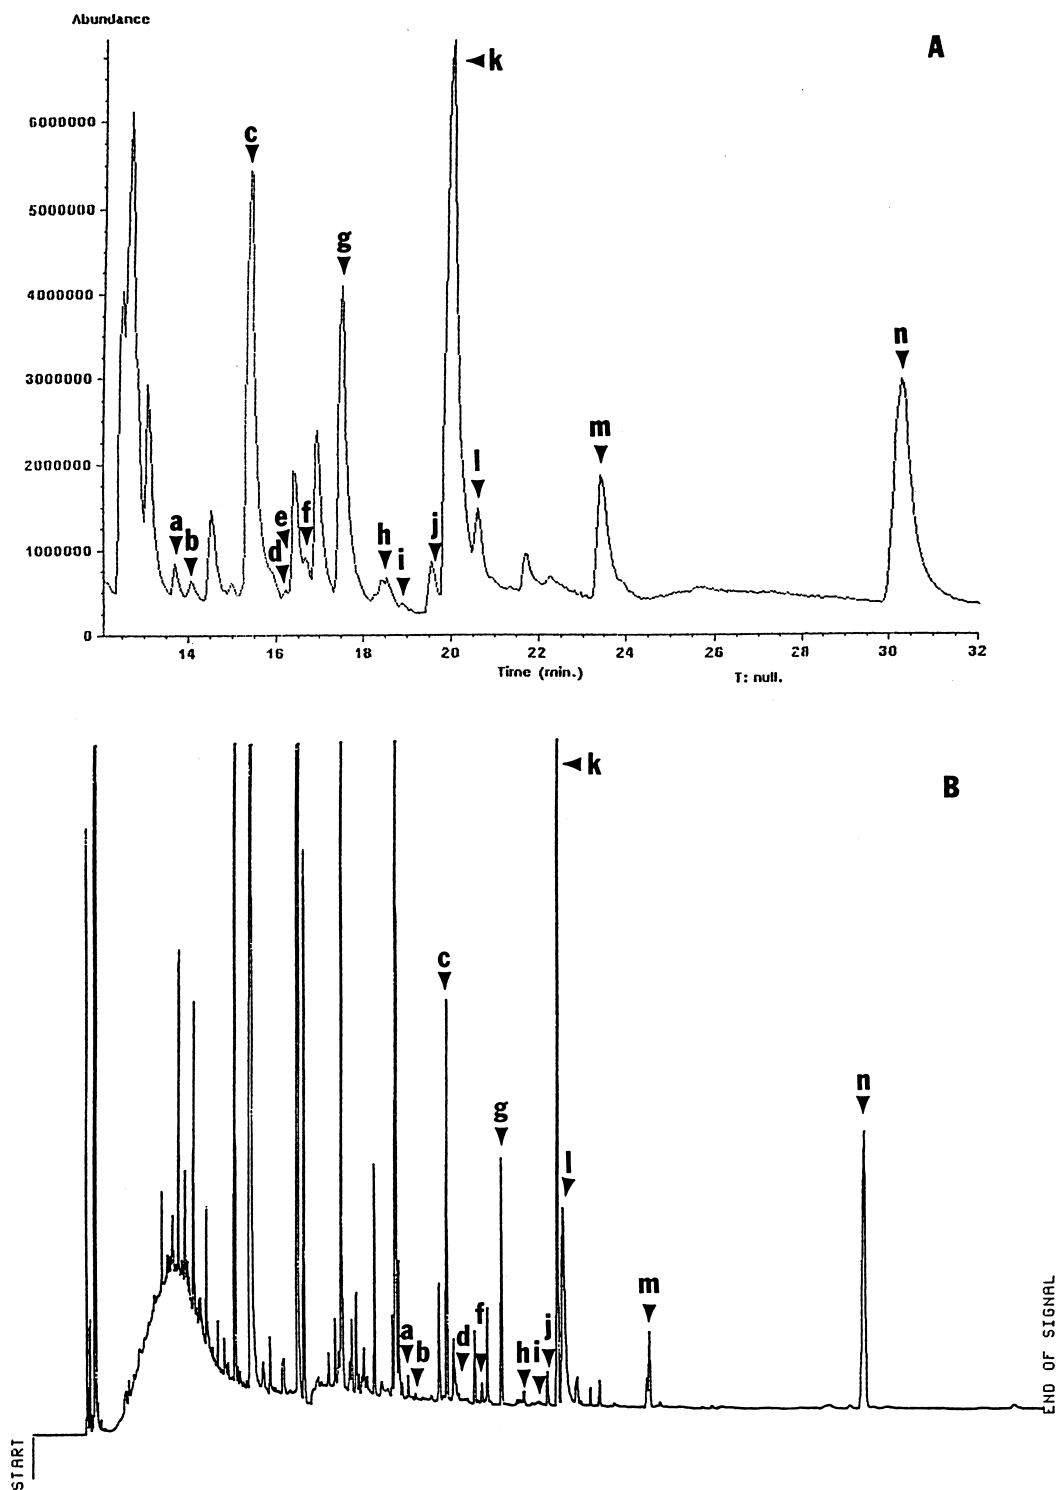 Abundance
A
k
6000000
c
5000000
g
4000000
n
3000000
m
2000000
l
a
e
f
j
b
h
1000000
d
i
0
14 16 18 20 22 24 26 28 30 32
Time (min.)
T: null.
k
B
c
n
g
l
m
f
j
a
d
b
h
i
END OF SIGNAL
START